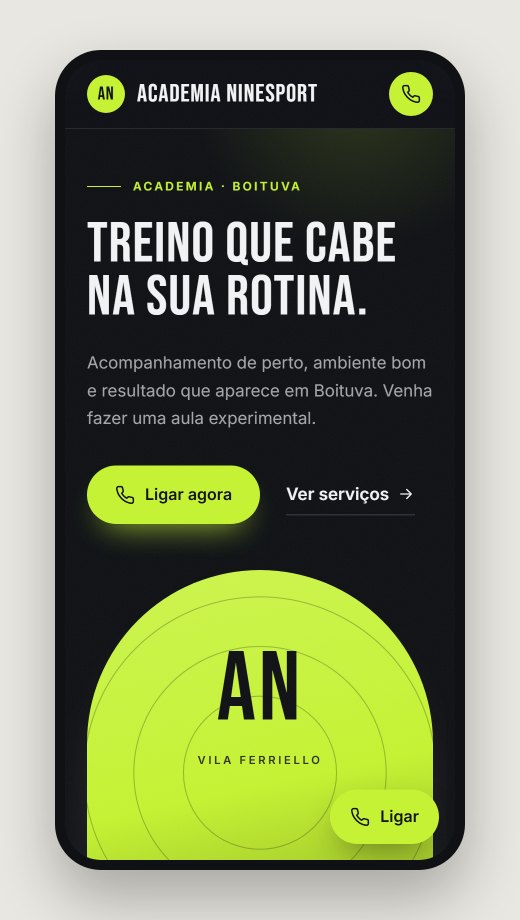 AN ACADEMIA NINESPORT
ACADEMIA · BOITUVA
TREINO QUE CABE
NA SUA ROTINA.
Acompanhamento de perto, ambiente bom
e resultado que aparece em Boituva. Venha
fazer uma aula experimental.
Ligar agora
Ver serviços →
AN
VILA FERRIELLO
Ligar